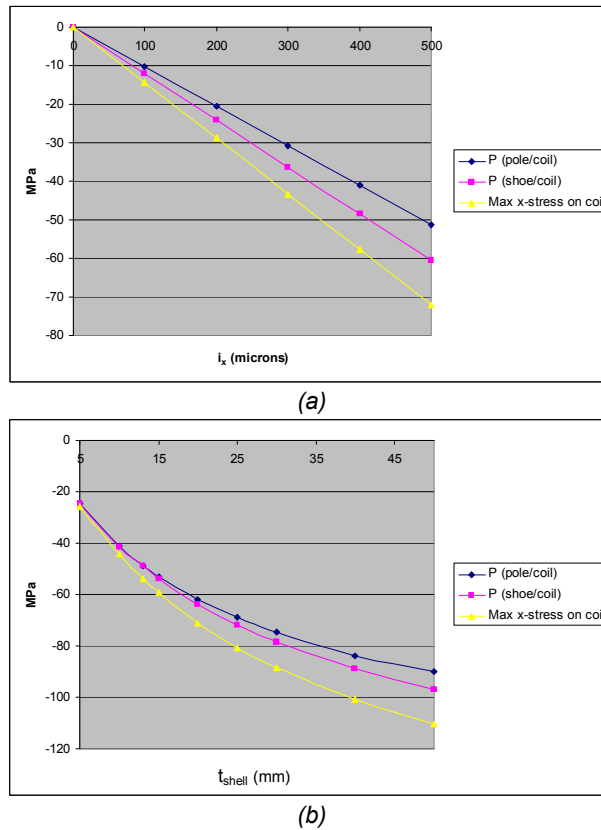 0
0 100 200 300 400 500
-10
-20
-30
-40
-50
-60
-70
-80
MPa
i_x (microns)
P (pole/coil)
P (shoe/coil)
Max x-stress on coi
(a)
0
5 15 25 35 45
-20
-40
-60
-80
-100
-120
MPa
t_shell (mm)
P (pole/coil)
P (shoe/coil)
Max x-stress on coi
(b)